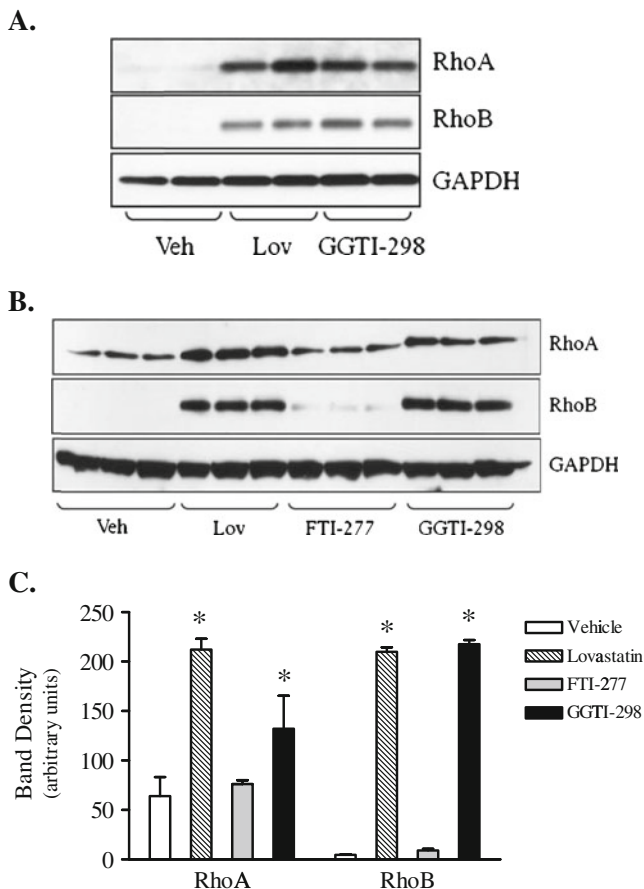 A.
RhoA
RhoB
GAPDH
Veh Lov GGTI-298
B.
RhoA
RhoB
GAPDH
Veh Lov FTI-277 GGTI-298
C.
Band Density
(arbitrary units)
250
200
150
100
50
0
* * * *
RhoA RhoB
Vehicle
Lovastatin
FTI-277
GGTI-298